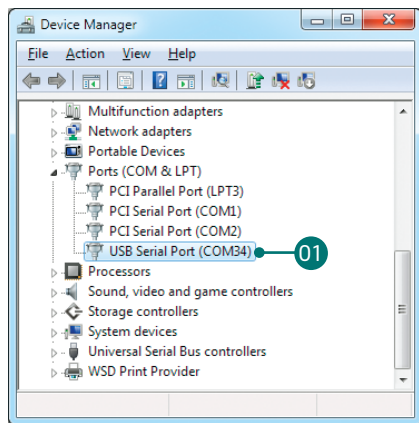 Device Manager
File Action View Help
Multifunction adapters
Network adapters
Portable Devices
Ports (COM & LPT)
PCI Parallel Port (LPT3)
PCI Serial Port (COM1)
PCI Serial Port (COM2)
USB Serial Port (COM34) 01
Processors
Sound, video and game controllers
Storage controllers
System devices
Universal Serial Bus controllers
WSD Print Provider